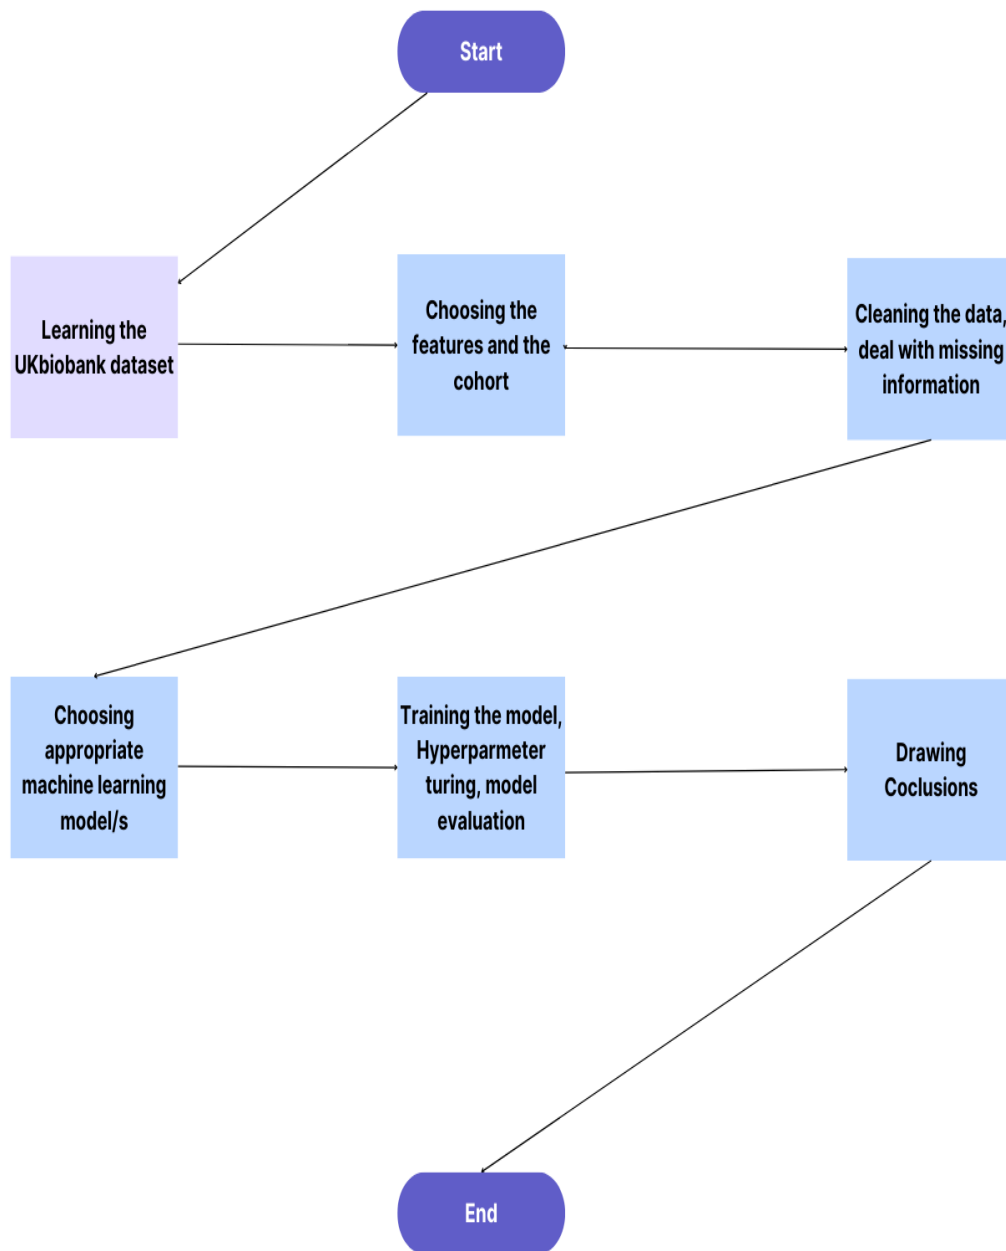 Start
Learning the
UKbiobank dataset
Choosing the
features and the
cohort
Cleaning the data,
deal with missing
information
Choosing
appropriate
machine learning
model/s
Training the model,
Hyperparmeter
turing, model
evaluation
Drawing
Coclusions
End